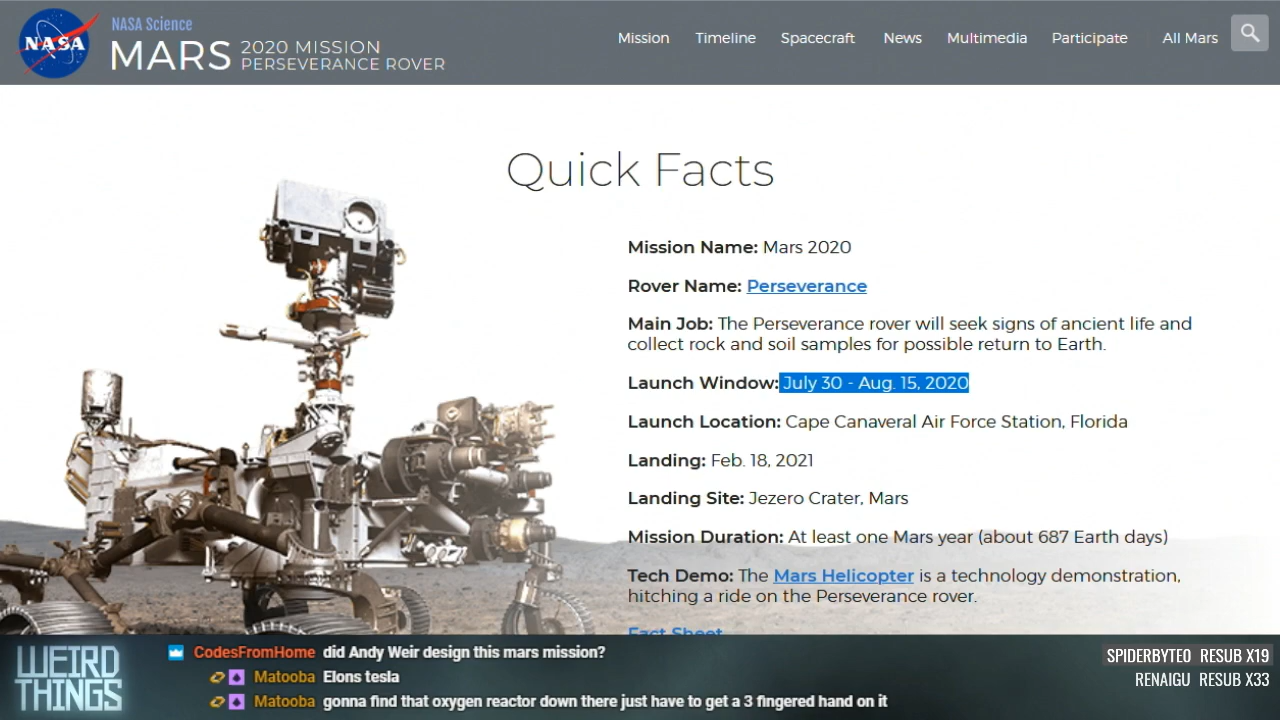 NASA
NASA Science
MARS 2020 MISSION
PERSEVERANCE ROVER
Mission Timeline Spacecraft News Multimedia Participate All Mars
Quick Facts
Mission Name: Mars 2020
Rover Name: Perseverance
Main Job: The Perseverance rover will seek signs of ancient life and
collect rock and soil samples for possible return to Earth.
Launch Window: July 30 - Aug. 15, 2020
Launch Location: Cape Canaveral Air Force Station, Florida
Landing: Feb. 18, 2021
Landing Site: Jezero Crater, Mars
Mission Duration: At least one Mars year (about 687 Earth days)
Tech Demo: The Mars Helicopter is a technology demonstration,
hitching a ride on the Perseverance rover.
Fact Sheet
WEIRD
THINGS
CodesFromHome did Andy Weir design this mars mission?
Matooba Elons tesla
Matooba gonna find that oxygen reactor down there just have to get a 3 fingered hand on it
SPIDERBYTE0 RESUB X19
RENAIGU RESUB X33